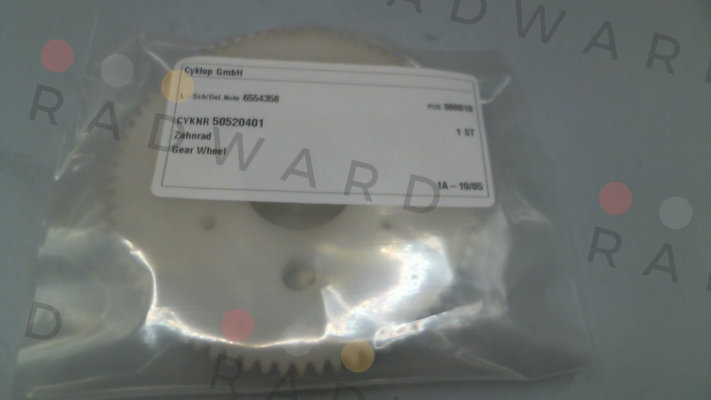 Cyklop GmbH
L - Sch/Del. Note 6554358
POS 000010
CYKNR 50520401
1 ST
Zahnrad
Gear Wheel
1A - 10/05
RADWARD
RADWARD